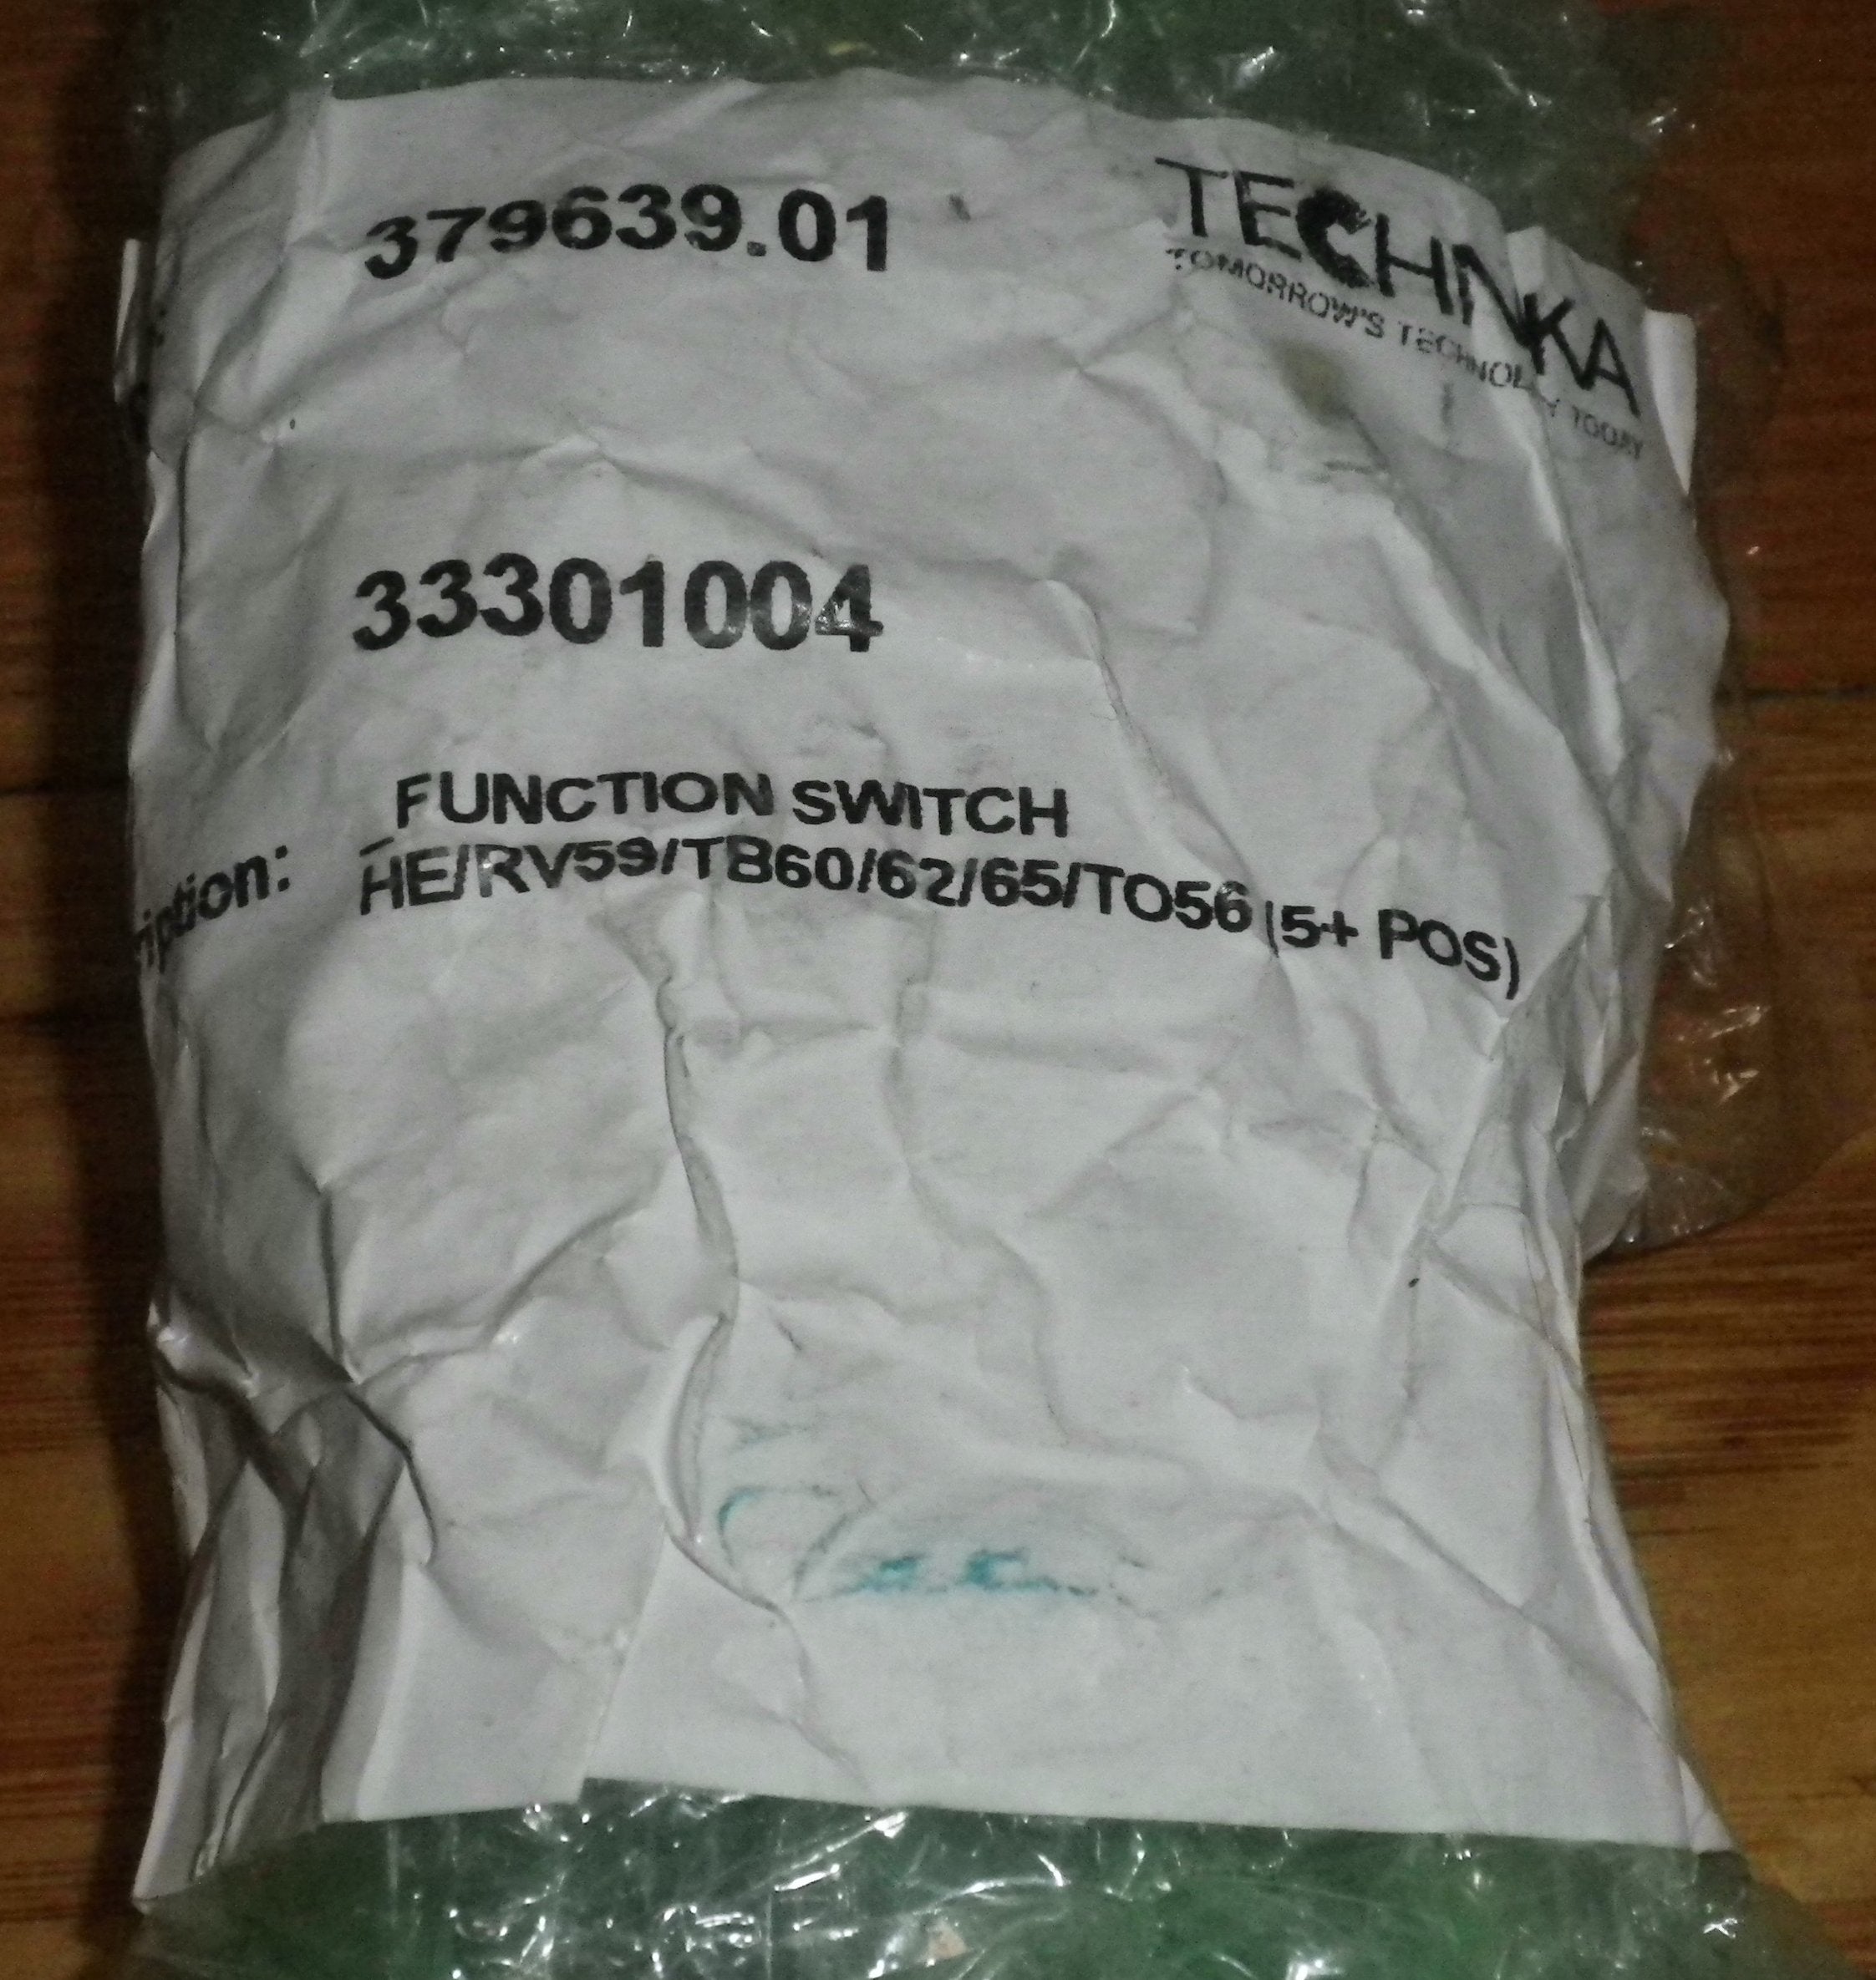 379639.01
TECHNIKA
TOMORROW'S TECHNOLOGY TODAY
33301004
FUNCTION SWITCH
ription: HE/RV59/TB60/62/65/TO56 (5+ POS)